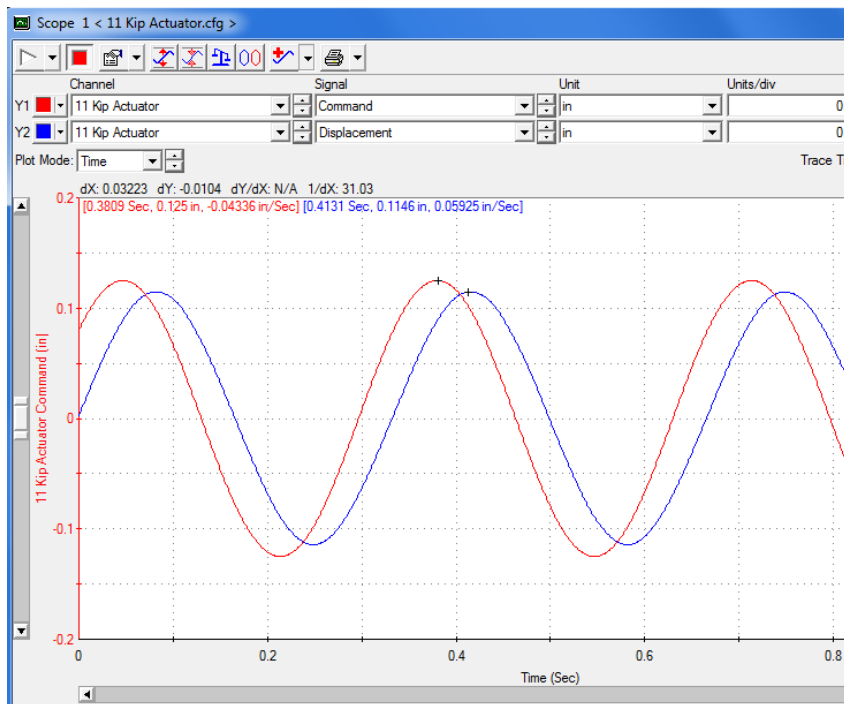 Scope 1 < 11 Kip Actuator.cfg >
Channel Signal Unit Units/div
Y1 11 Kip Actuator Command in 0
Y2 11 Kip Actuator Displacement in 0
Plot Mode: Time Trace T
dX: 0.03223 dY: -0.0104 dY/dX: N/A 1/dX: 31.03
[0.3809 Sec, 0.125 in, -0.04336 in/Sec] [0.4131 Sec, 0.1146 in, 0.05925 in/Sec]
0.2
0.1
0
-0.1
-0.2
11 Kip Actuator Command (in)
0 0.2 0.4 0.6 0.8
Time (Sec)